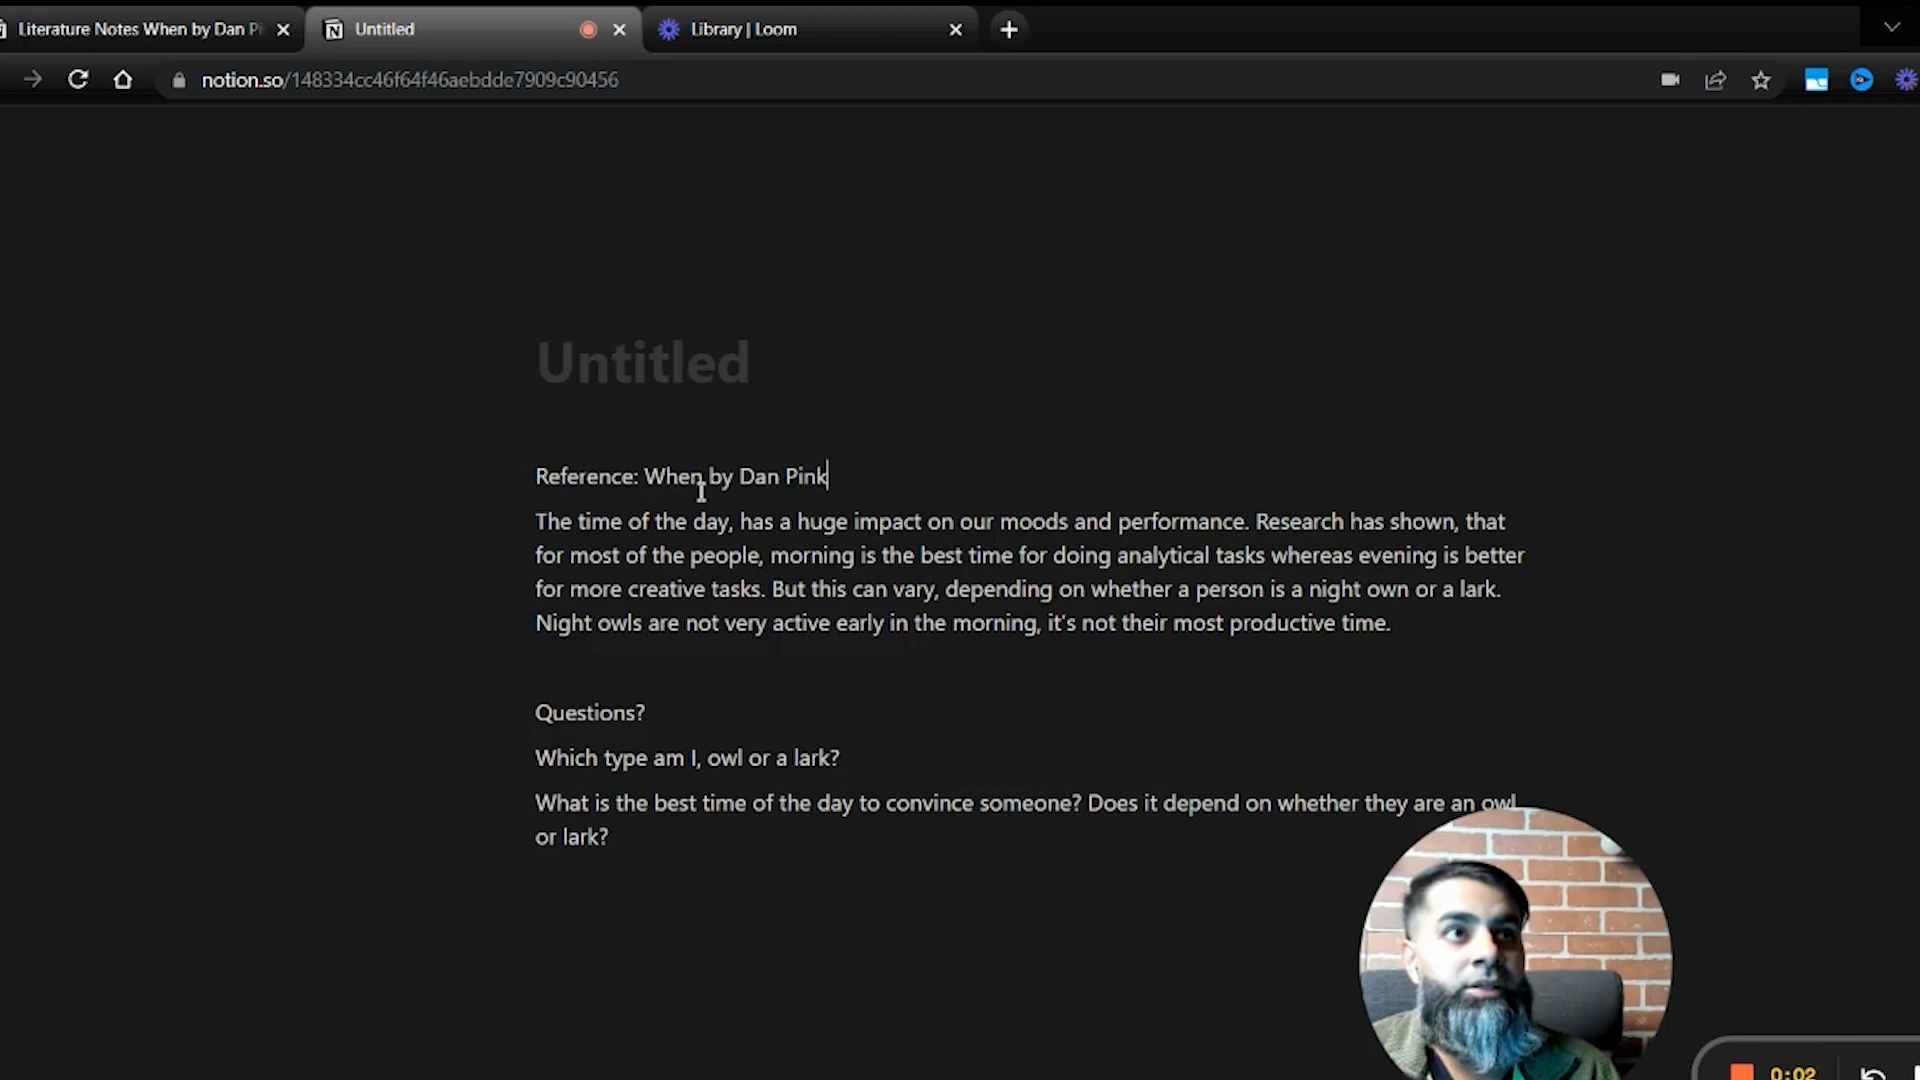 Literature Notes When by Dan Pi
Untitled
Library | Loom
notion.so/148334cc46f64f46aebdde7909c90456
Untitled
Reference: When by Dan Pink
The time of the day, has a huge impact on our moods and performance. Research has shown, that
for most of the people, morning is the best time for doing analytical tasks whereas evening is better
for more creative tasks. But this can vary, depending on whether a person is a night own or a lark.
Night owls are not very active early in the morning, it's not their most productive time.
Questions?
Which type am I, owl or a lark?
What is the best time of the day to convince someone? Does it depend on whether they are an owl
or lark?
0:02